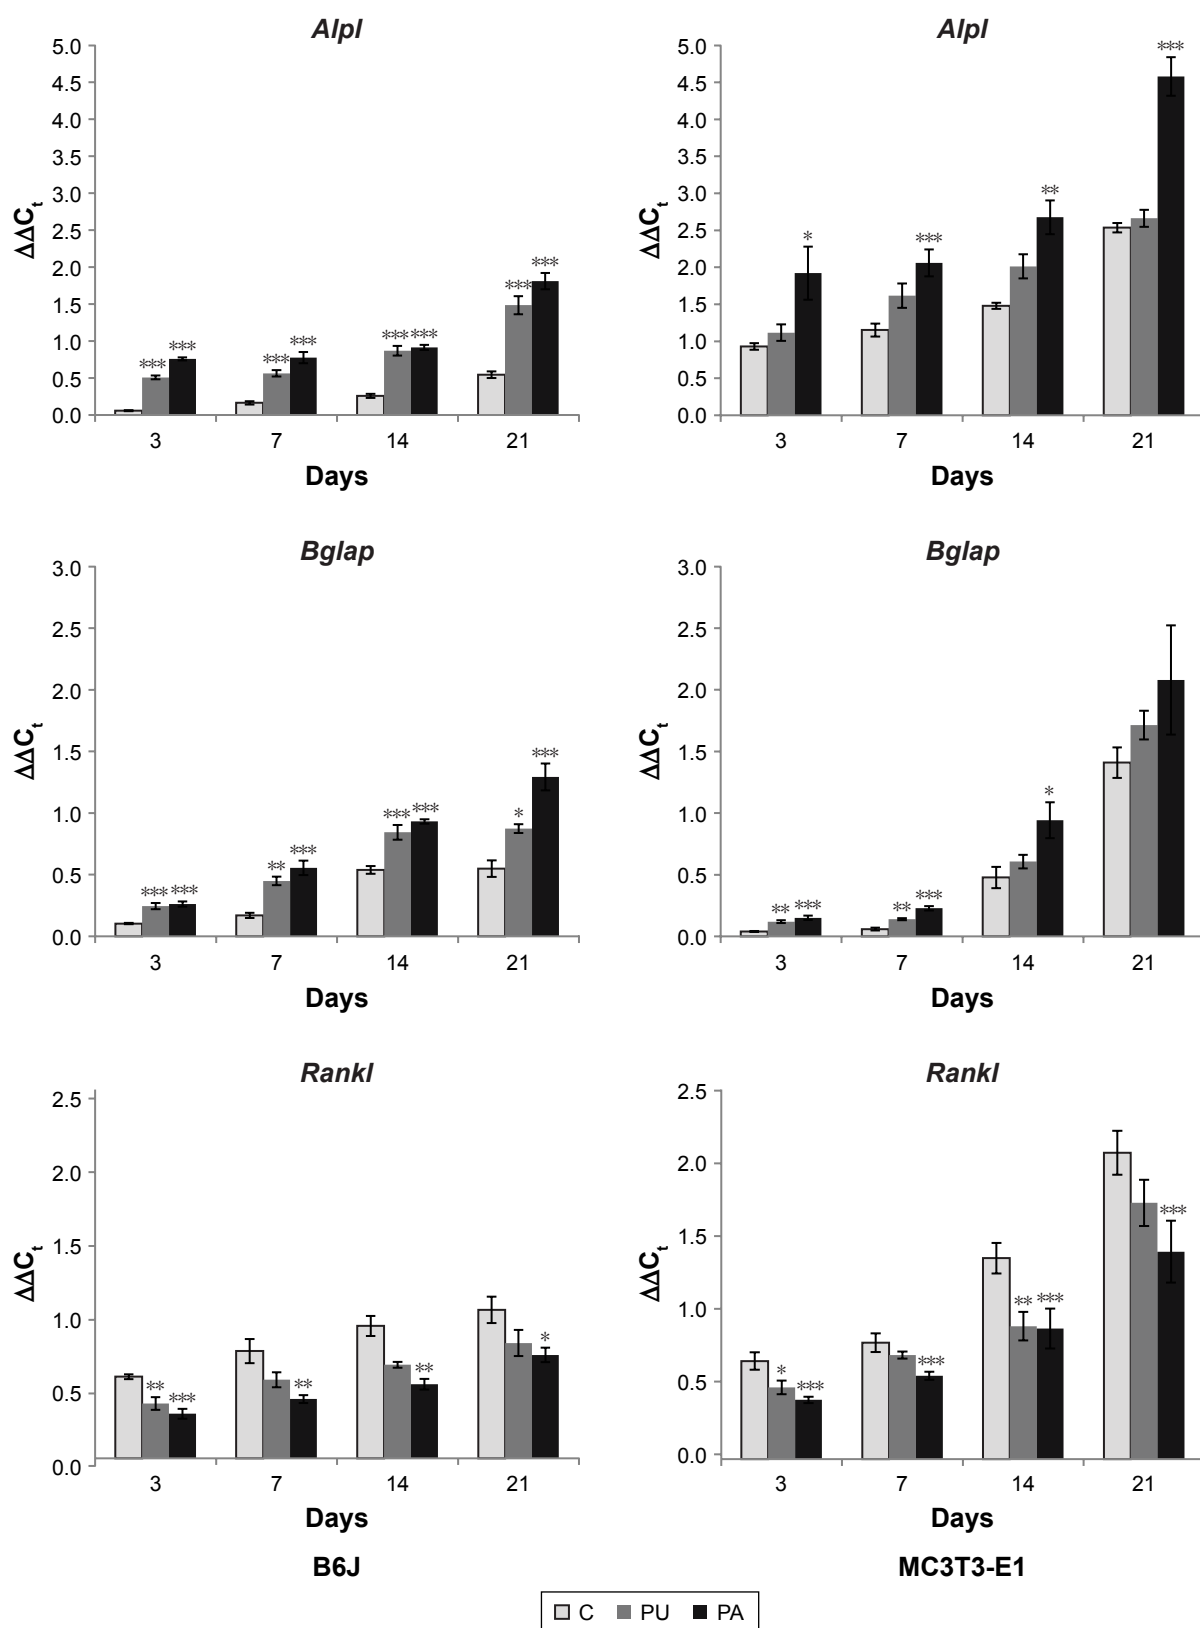 Alpl
5.0
4.5
4.0
3.5
3.0
2.5
2.0
1.5
1.0
0.5
0.0
ΔΔCt
*** ***
*** ***
*** ***
*** ***
3 7 14 21
Days
Alpl
5.0
4.5
4.0
3.5
3.0
2.5
2.0
1.5
1.0
0.5
0.0
ΔΔCt
*
***
**
***
3 7 14 21
Days
Bglap
3.0
2.5
2.0
1.5
1.0
0.5
0.0
ΔΔCt
*** ***
** ***
*** ***
* ***
3 7 14 21
Days
Bglap
3.0
2.5
2.0
1.5
1.0
0.5
0.0
ΔΔCt
** ***
** ***
*
3 7 14 21
Days
Rankl
2.5
2.0
1.5
1.0
0.5
0.0
ΔΔCt
** ***
**
**
*
3 7 14 21
Days
B6J
Rankl
2.5
2.0
1.5
1.0
0.5
0.0
ΔΔCt
* ***
***
** ***
***
3 7 14 21
Days
MC3T3-E1
C PU PA